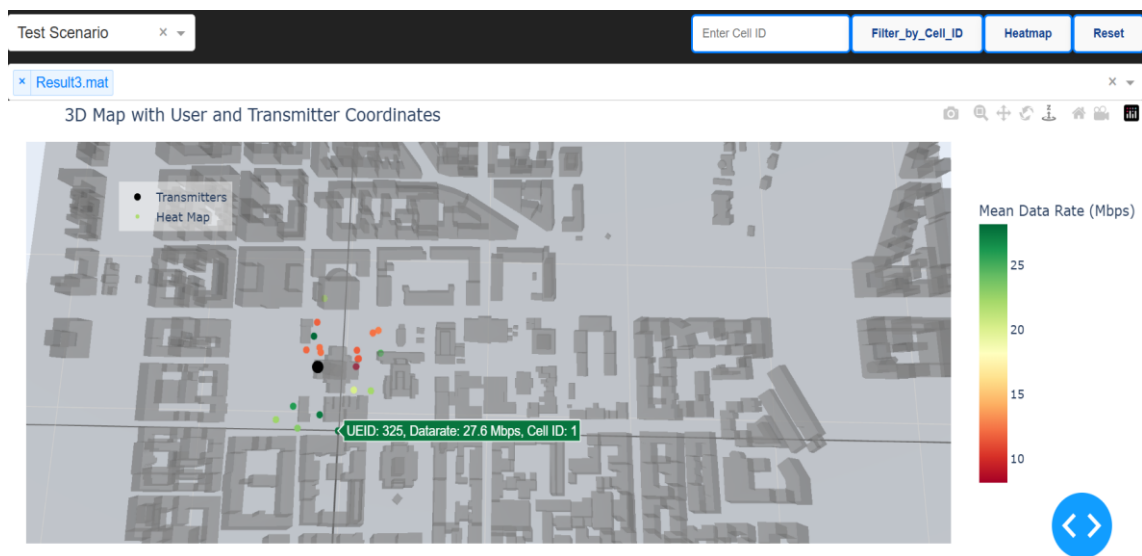 Test Scenario
Enter Cell ID
Filter_by_Cell_ID
Heatmap
Reset
× Result3.mat
3D Map with User and Transmitter Coordinates
Transmitters
Heat Map
Mean Data Rate (Mbps)
25
20
15
10
UEID: 325, Datarate: 27.6 Mbps, Cell ID: 1